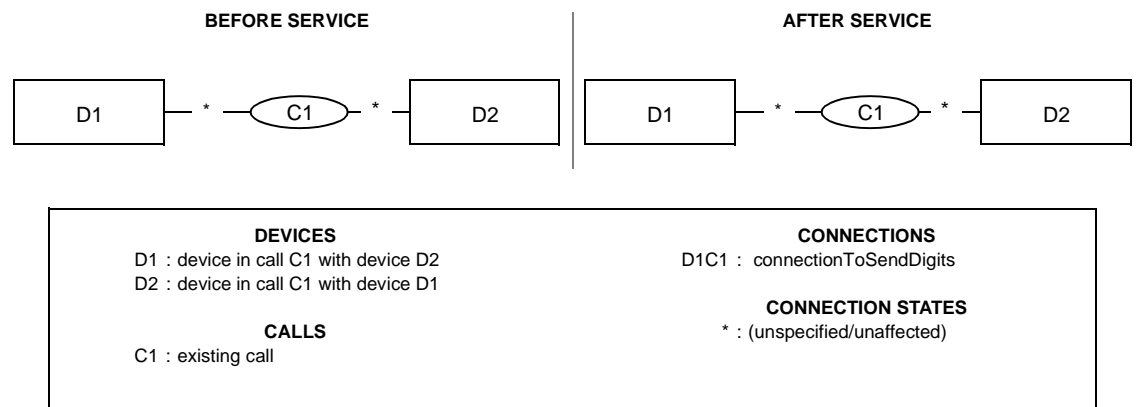 BEFORE SERVICE
AFTER SERVICE
D1 * C1 * D2
D1 * C1 * D2
DEVICES
D1 : device in call C1 with device D2
D2 : device in call C1 with device D1
CALLS
C1 : existing call
CONNECTIONS
D1C1 : connectionToSendDigits
CONNECTION STATES
* : (unspecified/unaffected)